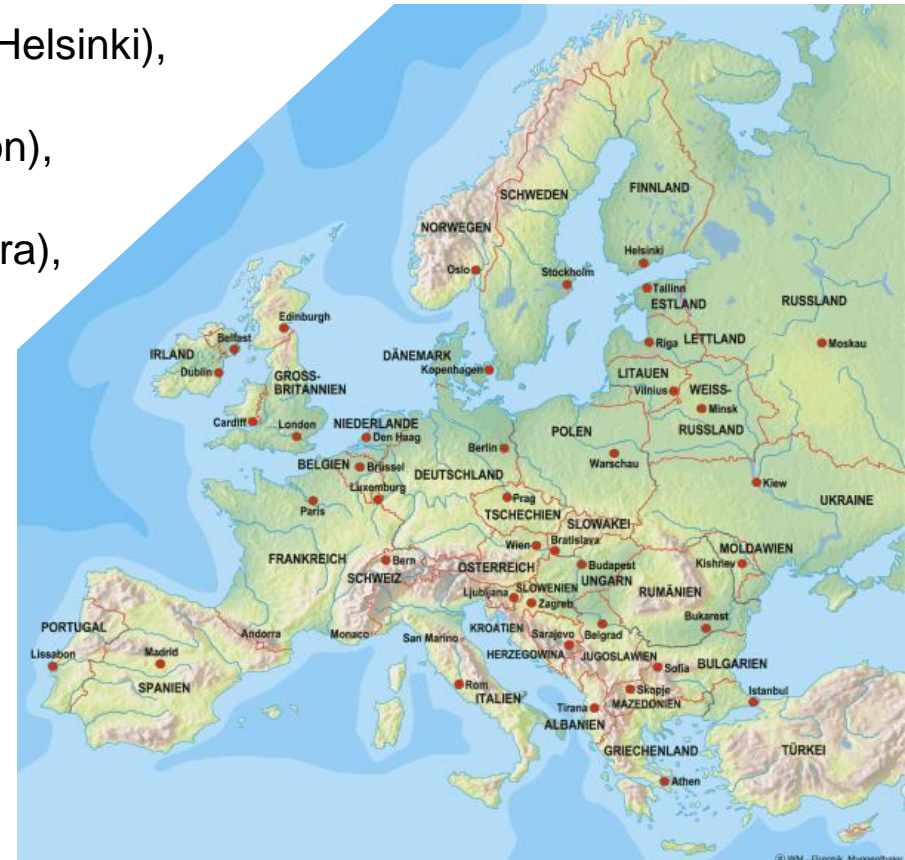 Helsinki),
on),
ra),
SCHWEDEN
FINNLAND
NORWEGEN
Helsinki
Oslo
Stockholm
Tallinn
ESTLAND
RUSSLAND
Edinburgh
Belfast
IRLAND
DÄNEMARK
Riga
LETTLAND
Moskau
Dublin
GROSS-
BRITANNIEN
Kopenhagen
LITAUEN
Vilnius
WEISS-
Minsk
RUSSLAND
Cardiff
London
NIEDERLANDE
Den Haag
POLEN
Berlin
Warschau
BELGIEN
Brüssel
DEUTSCHLAND
Luxemburg
Kiew
Paris
Prag
TSCHECHIEN
UKRAINE
SLOWAKEI
Wien
Bratislava
MOLDAWIEN
FRANKREICH
Bern
SCHWEIZ
ÖSTERREICH
Budapest
UNGARN
Kishnev
Ljubljana
SLOWENIEN
Zagreb
RUMÄNIEN
PORTUGAL
Andorra
Monaco
San Marino
KROATIEN
Sarajevo
Belgrad
Bukarest
Lissabon
Madrid
HERZEGOWINA
JUGOSLAWIEN
Sofia
BULGARIEN
SPANIEN
Rom
ITALIEN
Skopje
MAZEDONIEN
Istanbul
Tirana
ALBANIEN
GRIECHENLAND
TÜRKEI
Athen
© WM - Graphik, Muggenthaler